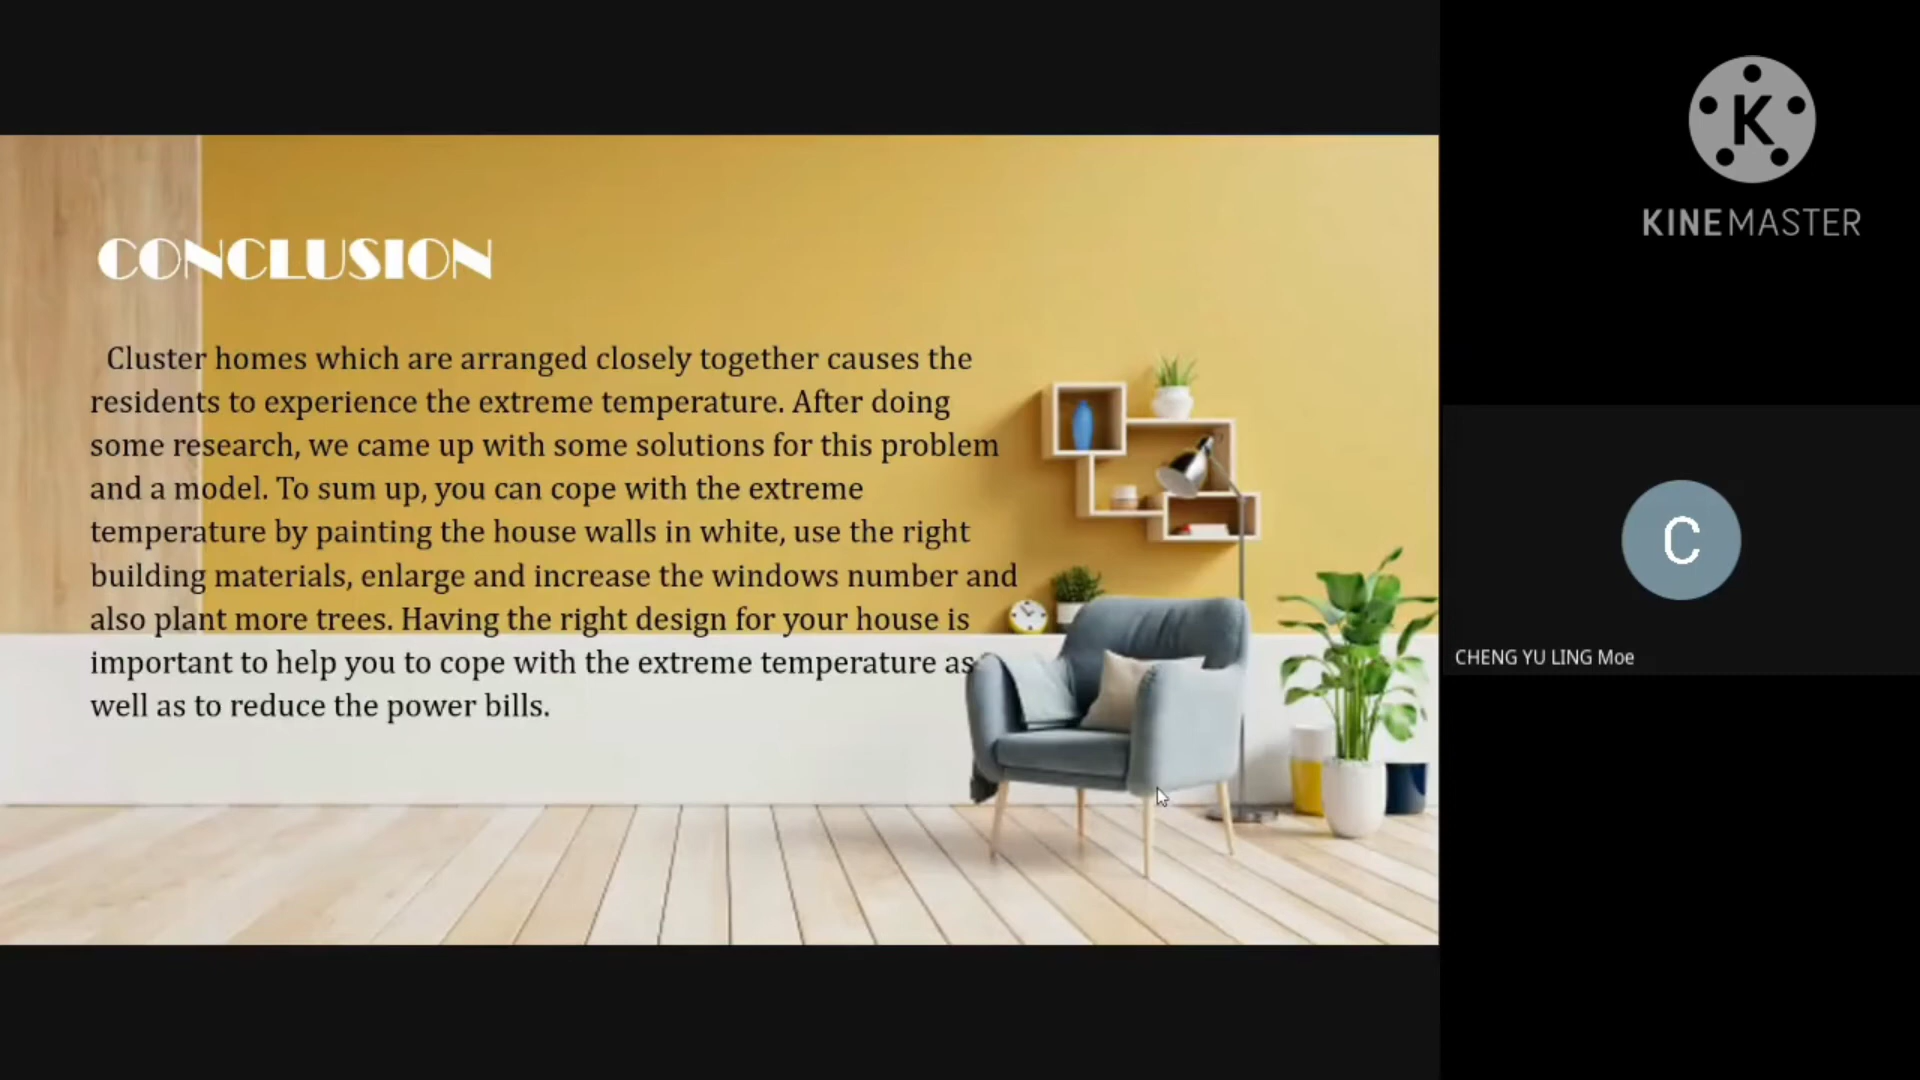 CONCLUSION
Cluster homes which are arranged closely together causes the
residents to experience the extreme temperature. After doing
some research, we came up with some solutions for this problem
and a model. To sum up, you can cope with the extreme
temperature by painting the house walls in white, use the right
building materials, enlarge and increase the windows number and
also plant more trees. Having the right design for your house is
important to help you to cope with the extreme temperature as
well as to reduce the power bills.
K
KINEMASTER
C
CHENG YU LING Moe